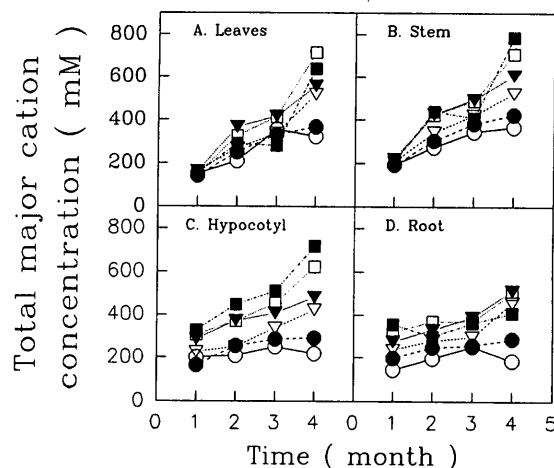 Total major cation
concentration ( mM )
800
600
400
200
0
A. Leaves
B. Stem
800
600
400
200
0
C. Hypocotyl
D. Root
0 1 2 3 4 0 1 2 3 4 5
Time ( month )